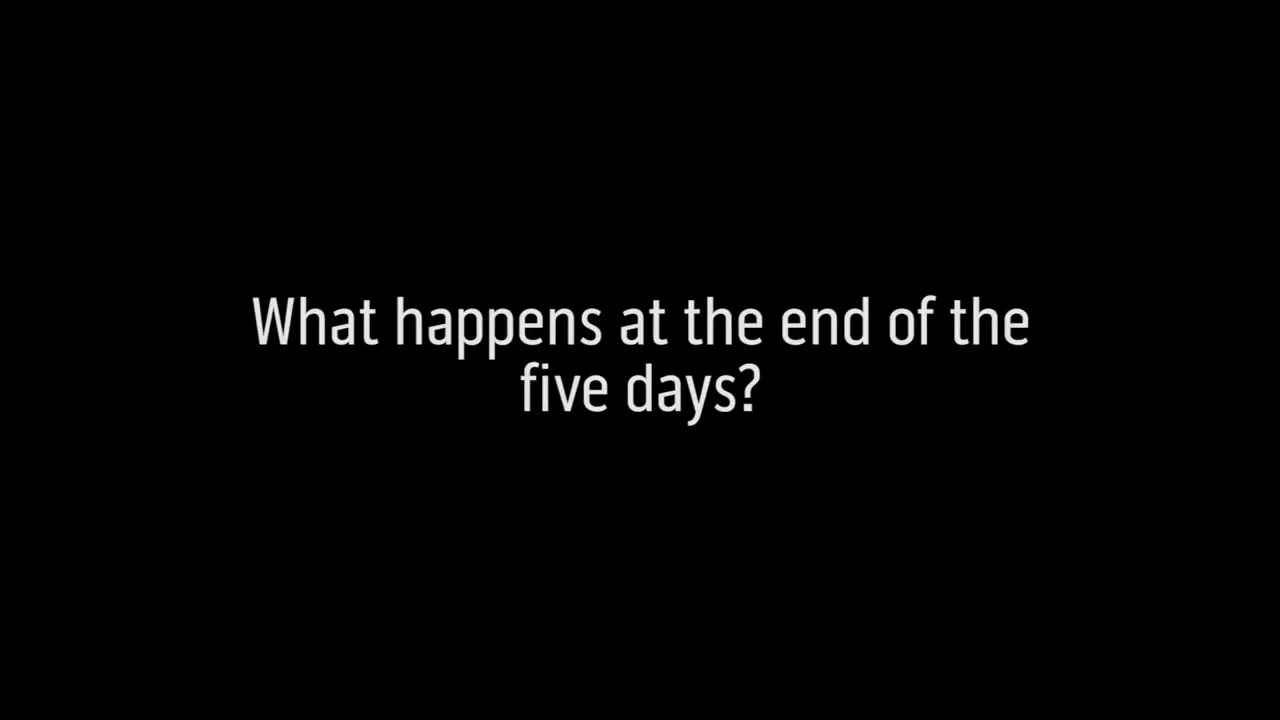 What happens at the end of the
five days?